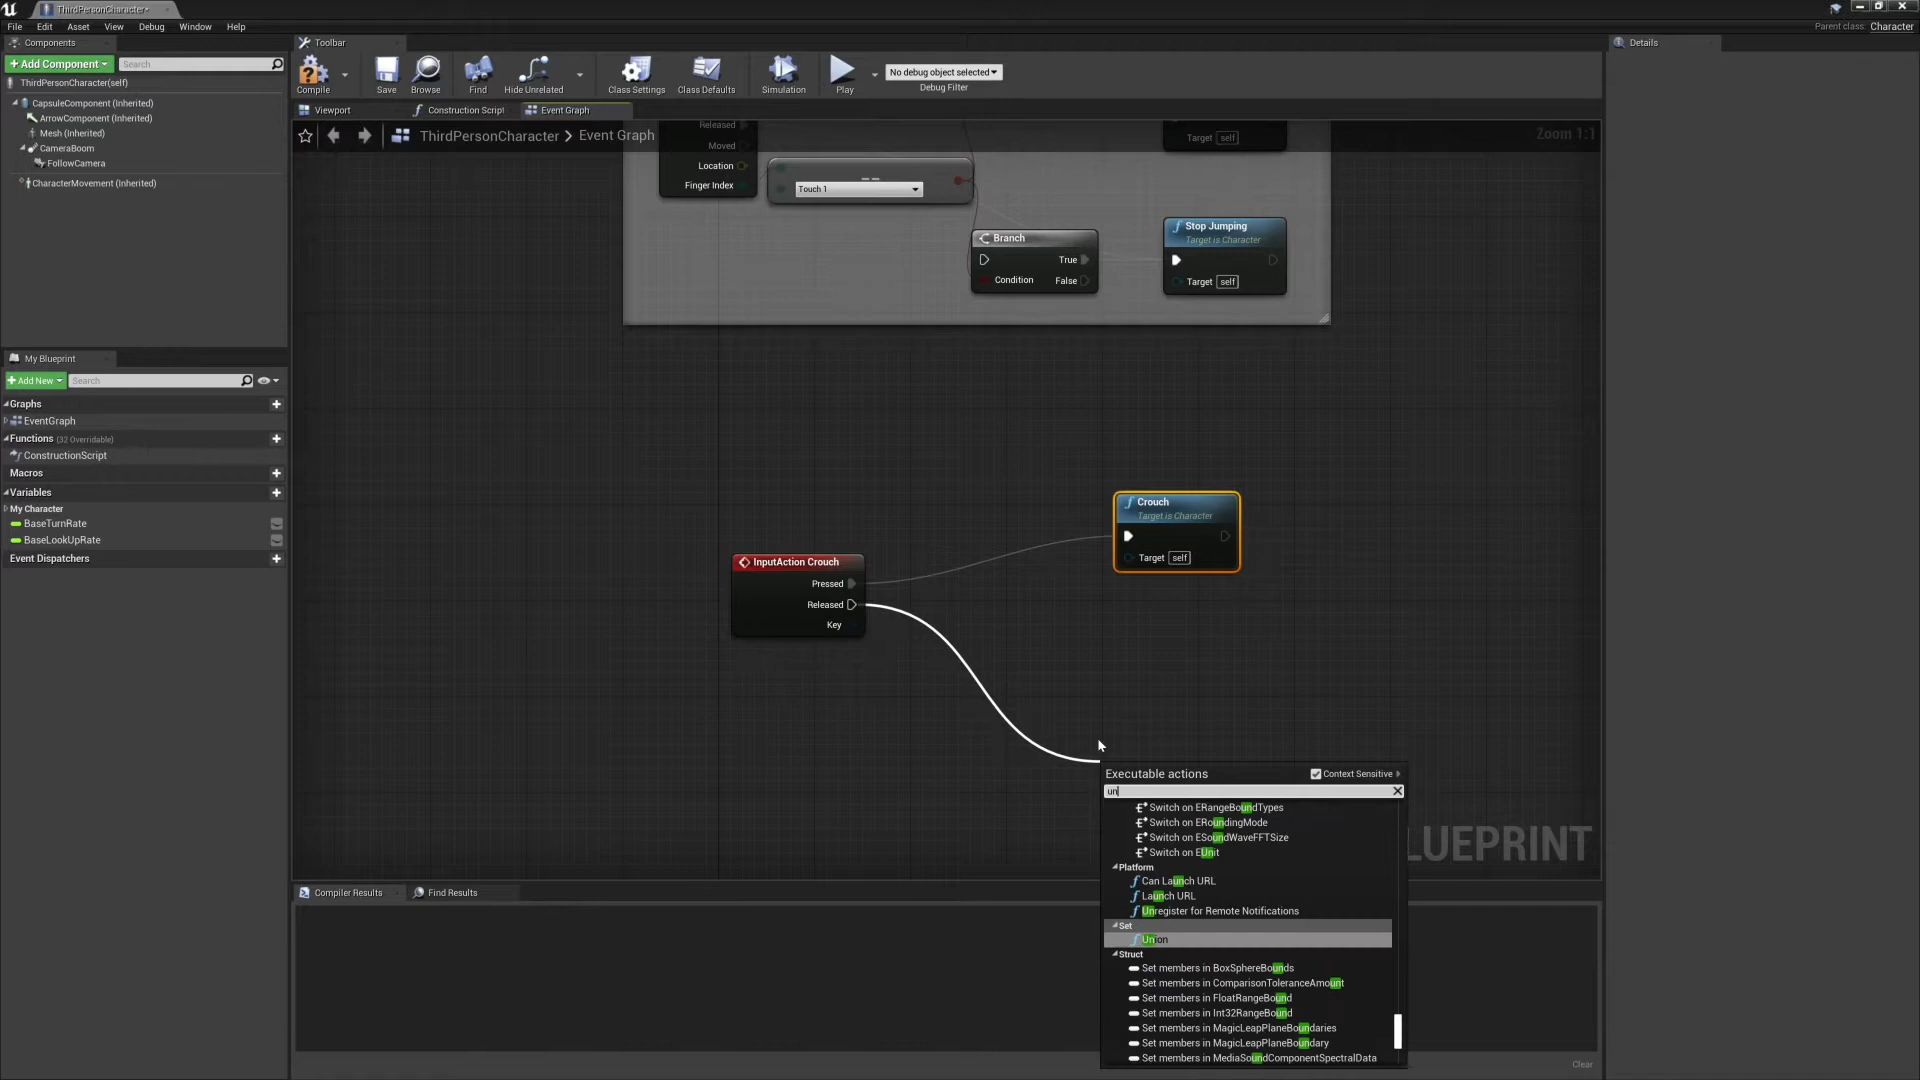 ThirdPersonCharacter*
File Edit Asset View Debug Window Help
Parent class: Character
Components
+ Add Component
Search
ThirdPersonCharacter(self)
CapsuleComponent (Inherited)
ArrowComponent (Inherited)
Mesh (Inherited)
CameraBoom
FollowCamera
CharacterMovement (Inherited)
My Blueprint
+Add New
Search
Graphs
EventGraph
Functions (32 Overridable)
ConstructionScript
Macros
Variables
My Character
BaseTurnRate
BaseLookUpRate
Event Dispatchers
Toolbar
Compile
Save
Browse
Find
Hide Unrelated
Class Settings
Class Defaults
Simulation
Play
No debug object selected
Debug Filter
Viewport
Construction Script
Event Graph
ThirdPersonCharacter > Event Graph
Zoom 1:1
Released
Moved
Location
Finger Index
Touch 1
Target self
Branch
True
Condition
False
Stop Jumping
Target is Character
Target self
Crouch
Target is Character
Target self
InputAction Crouch
Pressed
Released
Key
Executable actions
Context Sensitive
un
Switch on ERangeBoundTypes
Switch on ERoundingMode
Switch on ESoundWaveFFTSize
Switch on EUnit
Platform
Can Launch URL
Launch URL
Unregister for Remote Notifications
Set
Union
Struct
Set members in BoxSphereBounds
Set members in ComparisonToleranceAmount
Set members in FloatRangeBound
Set members in Int32RangeBound
Set members in MagicLeapPlaneBoundaries
Set members in MagicLeapPlaneBoundary
Set members in MediaSoundComponentSpectralData
LUEPRINT
Compiler Results
Find Results
Clear
Details